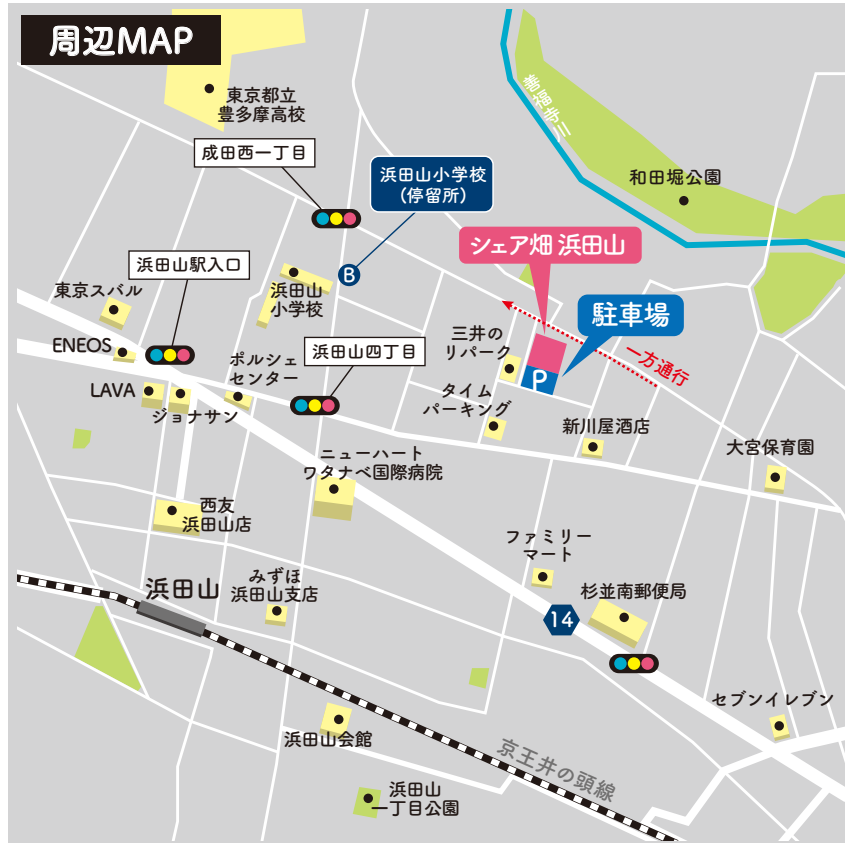 周辺MAP
東京都立
豊多摩高校
成田西一丁目
浜田山小学校
(停留所)
善福寺川
和田堀公園
シェア畑 浜田山
浜田山駅入口
B
浜田山
小学校
東京スバル
駐車場
ENEOS
ポルシェ
センター
浜田山四丁目
三井の
リパーク
一方通行
P
LAVA
ジョナサン
タイム
パーキング
新川屋酒店
大宮保育園
ニューハート
ワタナベ国際病院
西友
浜田山店
ファミリー
マート
浜田山
みずほ
浜田山支店
杉並南郵便局
14
セブンイレブン
浜田山会館
京王井の頭線
浜田山
一丁目公園